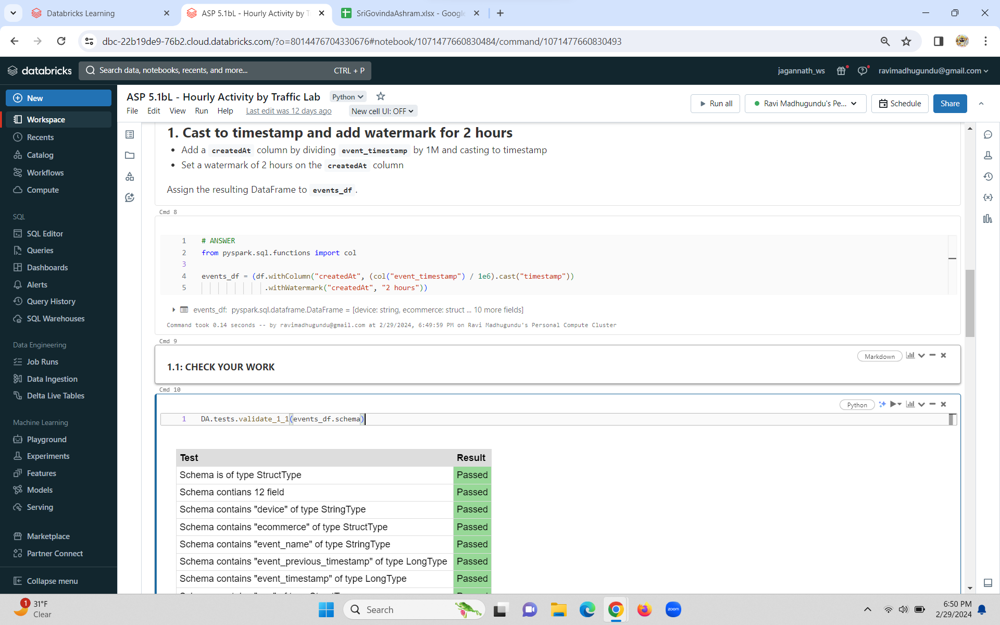 Databricks Learning
ASP 5.1bL - Hourly Activity by Tr
SriGovindaAshram.xlsx - Google
dbc-22b19de9-76b2.cloud.databricks.com/?o=8014476704330676#notebook/1071477660830484/command/1071477660830493
databricks
Search data, notebooks, recents, and more...
CTRL + P
jagannath_ws
ravimadhugundu@gmail.com
New
Workspace
Recents
Catalog
Workflows
Compute
SQL
SQL Editor
Queries
Dashboards
Alerts
Query History
SQL Warehouses
Data Engineering
Job Runs
Data Ingestion
Delta Live Tables
Machine Learning
Playground
Experiments
Features
Models
Serving
Marketplace
Partner Connect
Collapse menu
ASP 5.1bL - Hourly Activity by Traffic Lab
Python
File Edit View Run Help Last edit was 12 days ago New cell UI: OFF
Run all
Ravi Madhugundu's Pe...
Schedule
Share
1. Cast to timestamp and add watermark for 2 hours
• Add a createdAt column by dividing event_timestamp by 1M and casting to timestamp
• Set a watermark of 2 hours on the createdAt column
Assign the resulting DataFrame to events_df .
Cmd 8
1 # ANSWER
2 from pyspark.sql.functions import col
3
4 events_df = (df.withColumn("createdAt", (col("event_timestamp") / 1e6).cast("timestamp"))
5 .withWatermark("createdAt", "2 hours"))
events_df: pyspark.sql.dataframe.DataFrame = [device: string, ecommerce: struct ... 10 more fields]
Command took 0.14 seconds -- by ravimadhugundu@gmail.com at 2/29/2024, 6:49:59 PM on Ravi Madhugundu's Personal Compute Cluster
Cmd 9
Markdown
1.1: CHECK YOUR WORK
Cmd 10
Python
1 DA.tests.validate_1_1(events_df.schema)
Test Result
Schema is of type StructType Passed
Schema contians 12 field Passed
Schema contains "device" of type StringType Passed
Schema contains "ecommerce" of type StructType Passed
Schema contains "event_name" of type StringType Passed
Schema contains "event_previous_timestamp" of type LongType Passed
Schema contains "event_timestamp" of type LongType Passed
1
31°F
Clear
Search
zoom
6:50 PM
2/29/2024